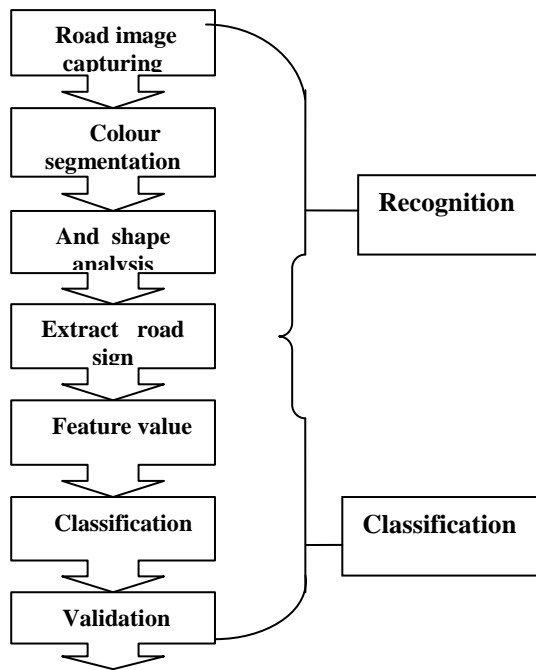 Road image
capturing
Colour
segmentation
And shape
analysis
Extract road
sign
Feature value
Classification
Validation
Recognition
Classification